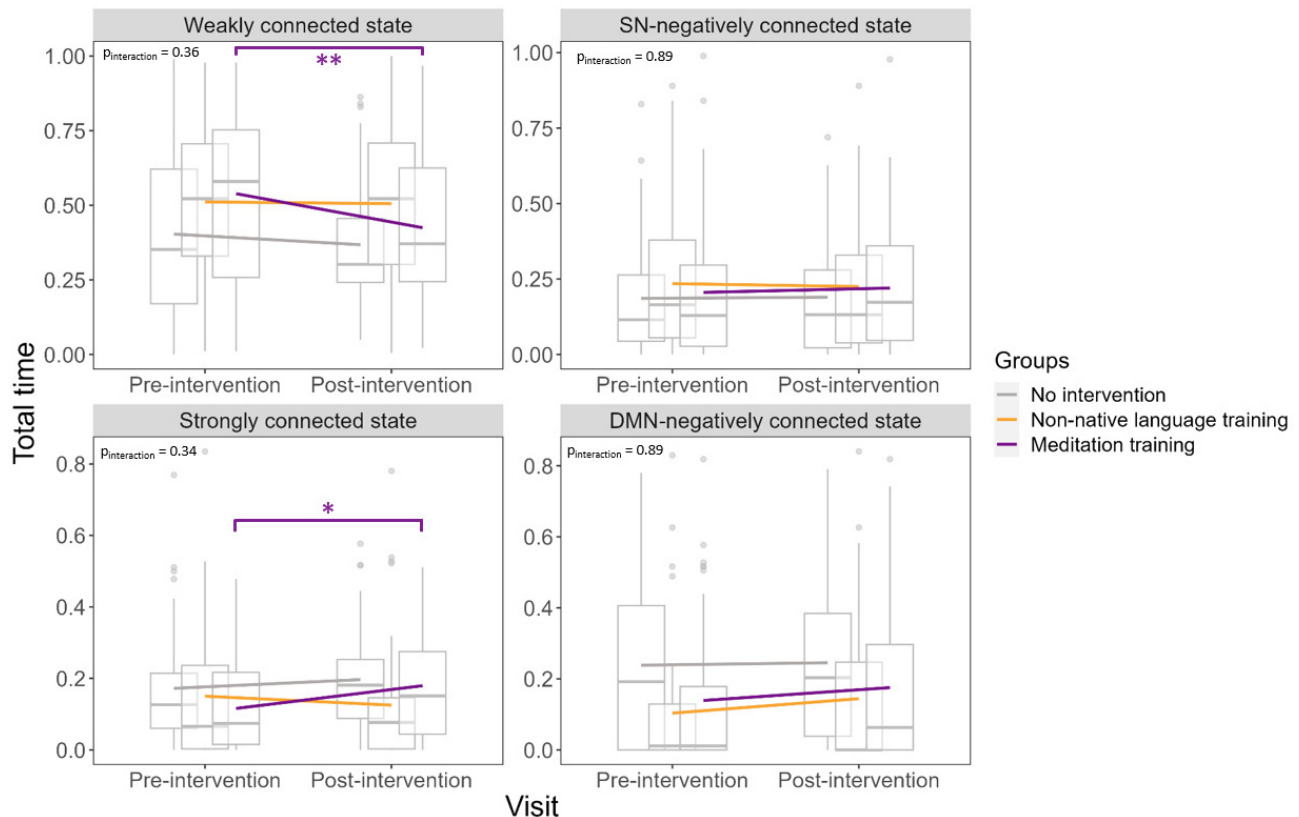 Weakly connected state
SN-negatively connected state
p_interaction = 0.36
**
p_interaction = 0.89
1.00
0.75
0.50
0.25
0.00
1.00
0.75
0.50
0.25
0.00
Pre-intervention Post-intervention
Pre-intervention Post-intervention
Strongly connected state
DMN-negatively connected state
p_interaction = 0.34
*
p_interaction = 0.89
0.8
0.6
0.4
0.2
0.0
0.8
0.6
0.4
0.2
0.0
Pre-intervention Post-intervention
Pre-intervention Post-intervention
Total time
Visit
Groups
No intervention
Non-native language training
Meditation training